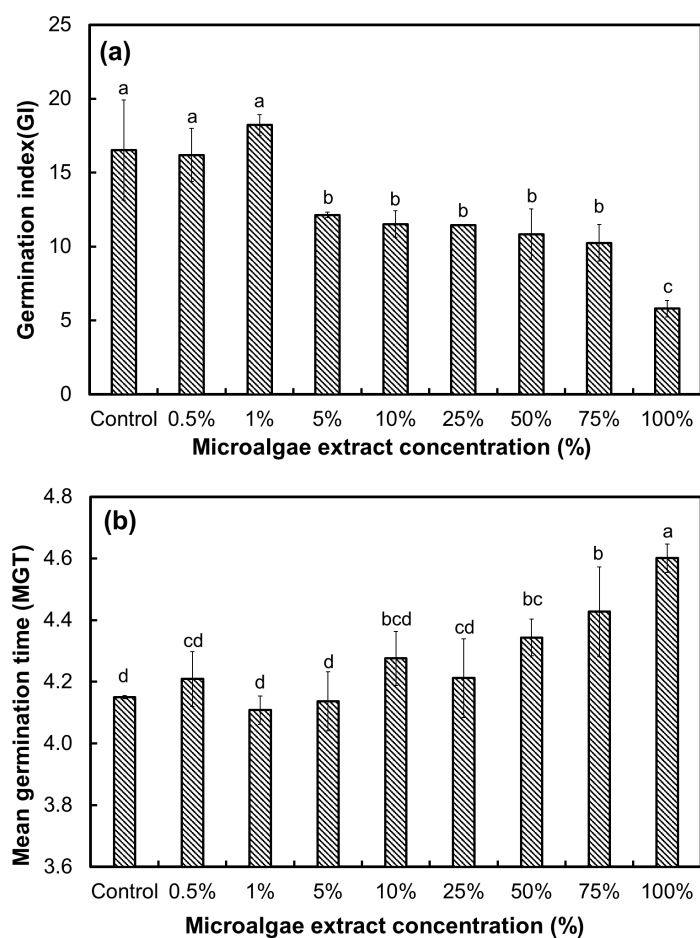 (a)
Germination index(GI)
25
20
15
10
5
0
a
a
a
b
b
b
b
b
c
Control 0.5% 1% 5% 10% 25% 50% 75% 100%
Microalgae extract concentration (%)
(b)
Mean germination time (MGT)
4.8
4.6
4.4
4.2
4.0
3.8
3.6
d
cd
d
d
bcd
cd
bc
b
a
Control 0.5% 1% 5% 10% 25% 50% 75% 100%
Microalgae extract concentration (%)